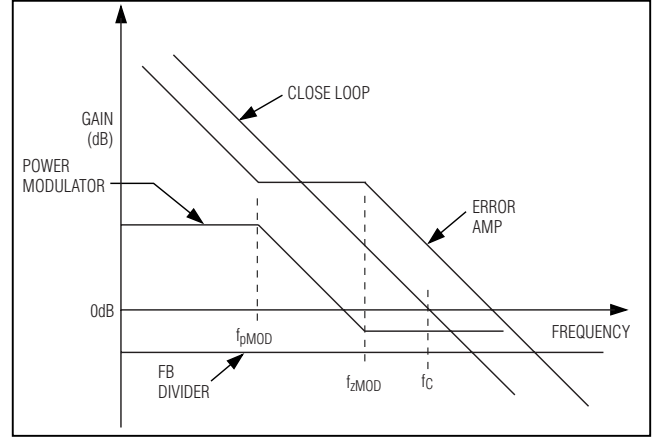 CLOSE LOOP
GAIN
(dB)
POWER
MODULATOR
ERROR
AMP
0dB
FREQUENCY
fpMOD
FB
DIVIDER
fzMOD
fC